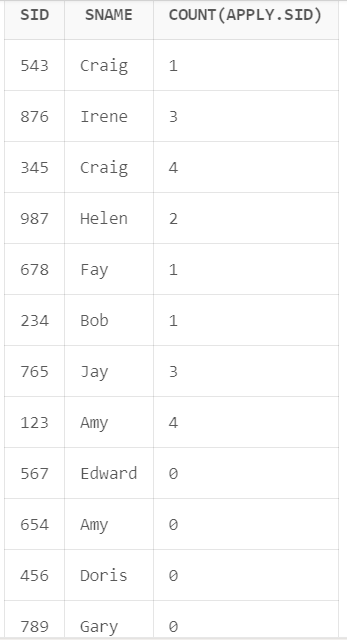 SID SNAME COUNT(APPLY.SID)
543 Craig 1
876 Irene 3
345 Craig 4
987 Helen 2
678 Fay 1
234 Bob 1
765 Jay 3
123 Amy 4
567 Edward 0
654 Amy 0
456 Doris 0
789 Gary 0